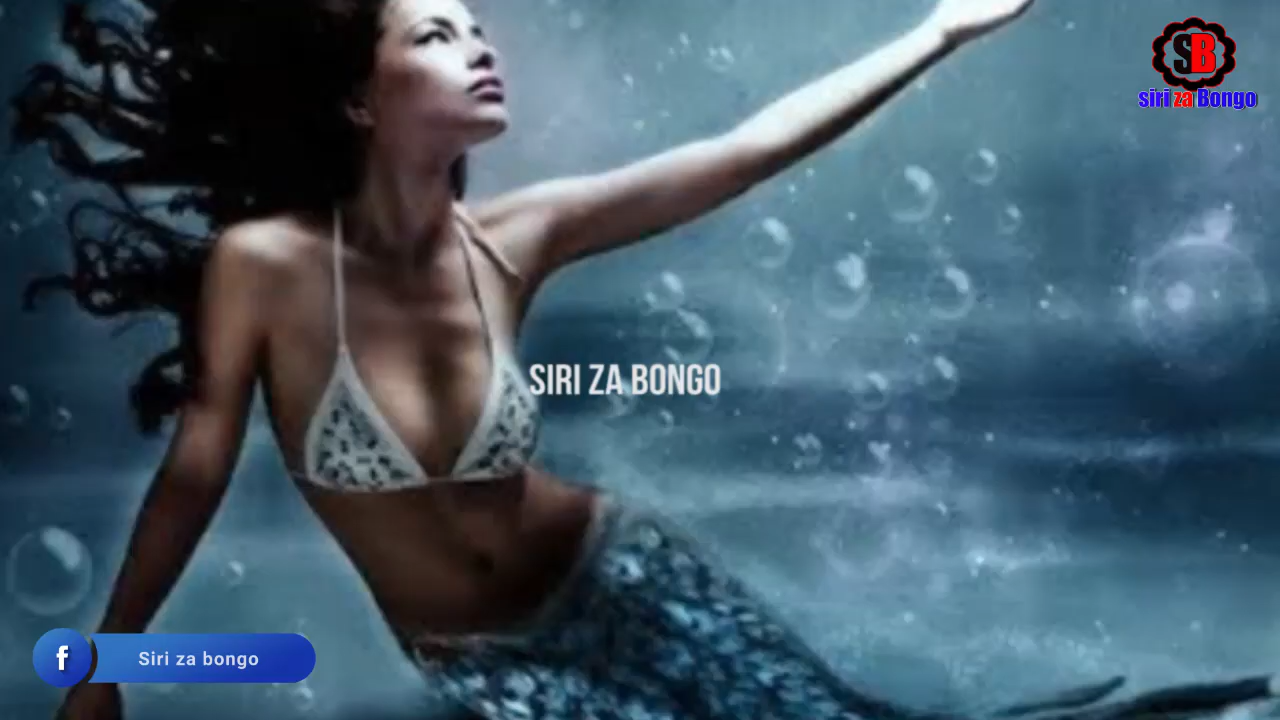 SB
siri za Bongo
SIRI ZA BONGO
f
Siri za bongo